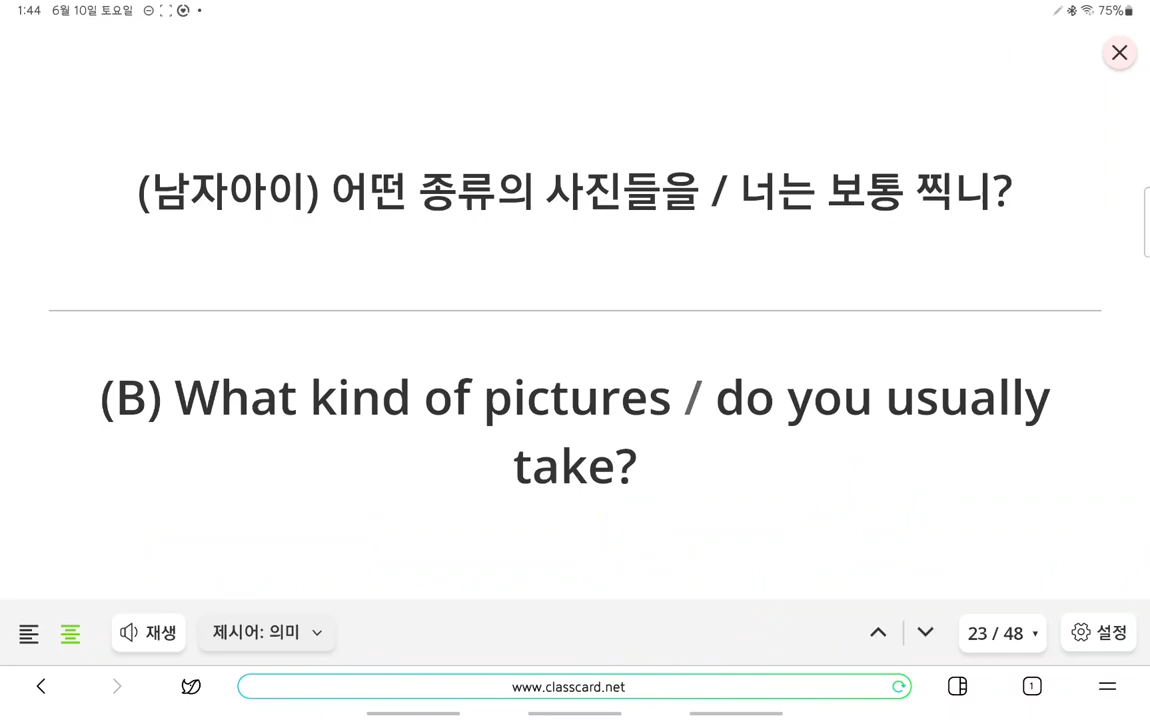 1:44 6월 10일 토요일
75%
(남자아이) 어떤 종류의 사진들을 / 너는 보통 찍니?
(B) What kind of pictures / do you usually
take?
재생
제시어: 의미
23 / 48
설정
www.classcard.net
1